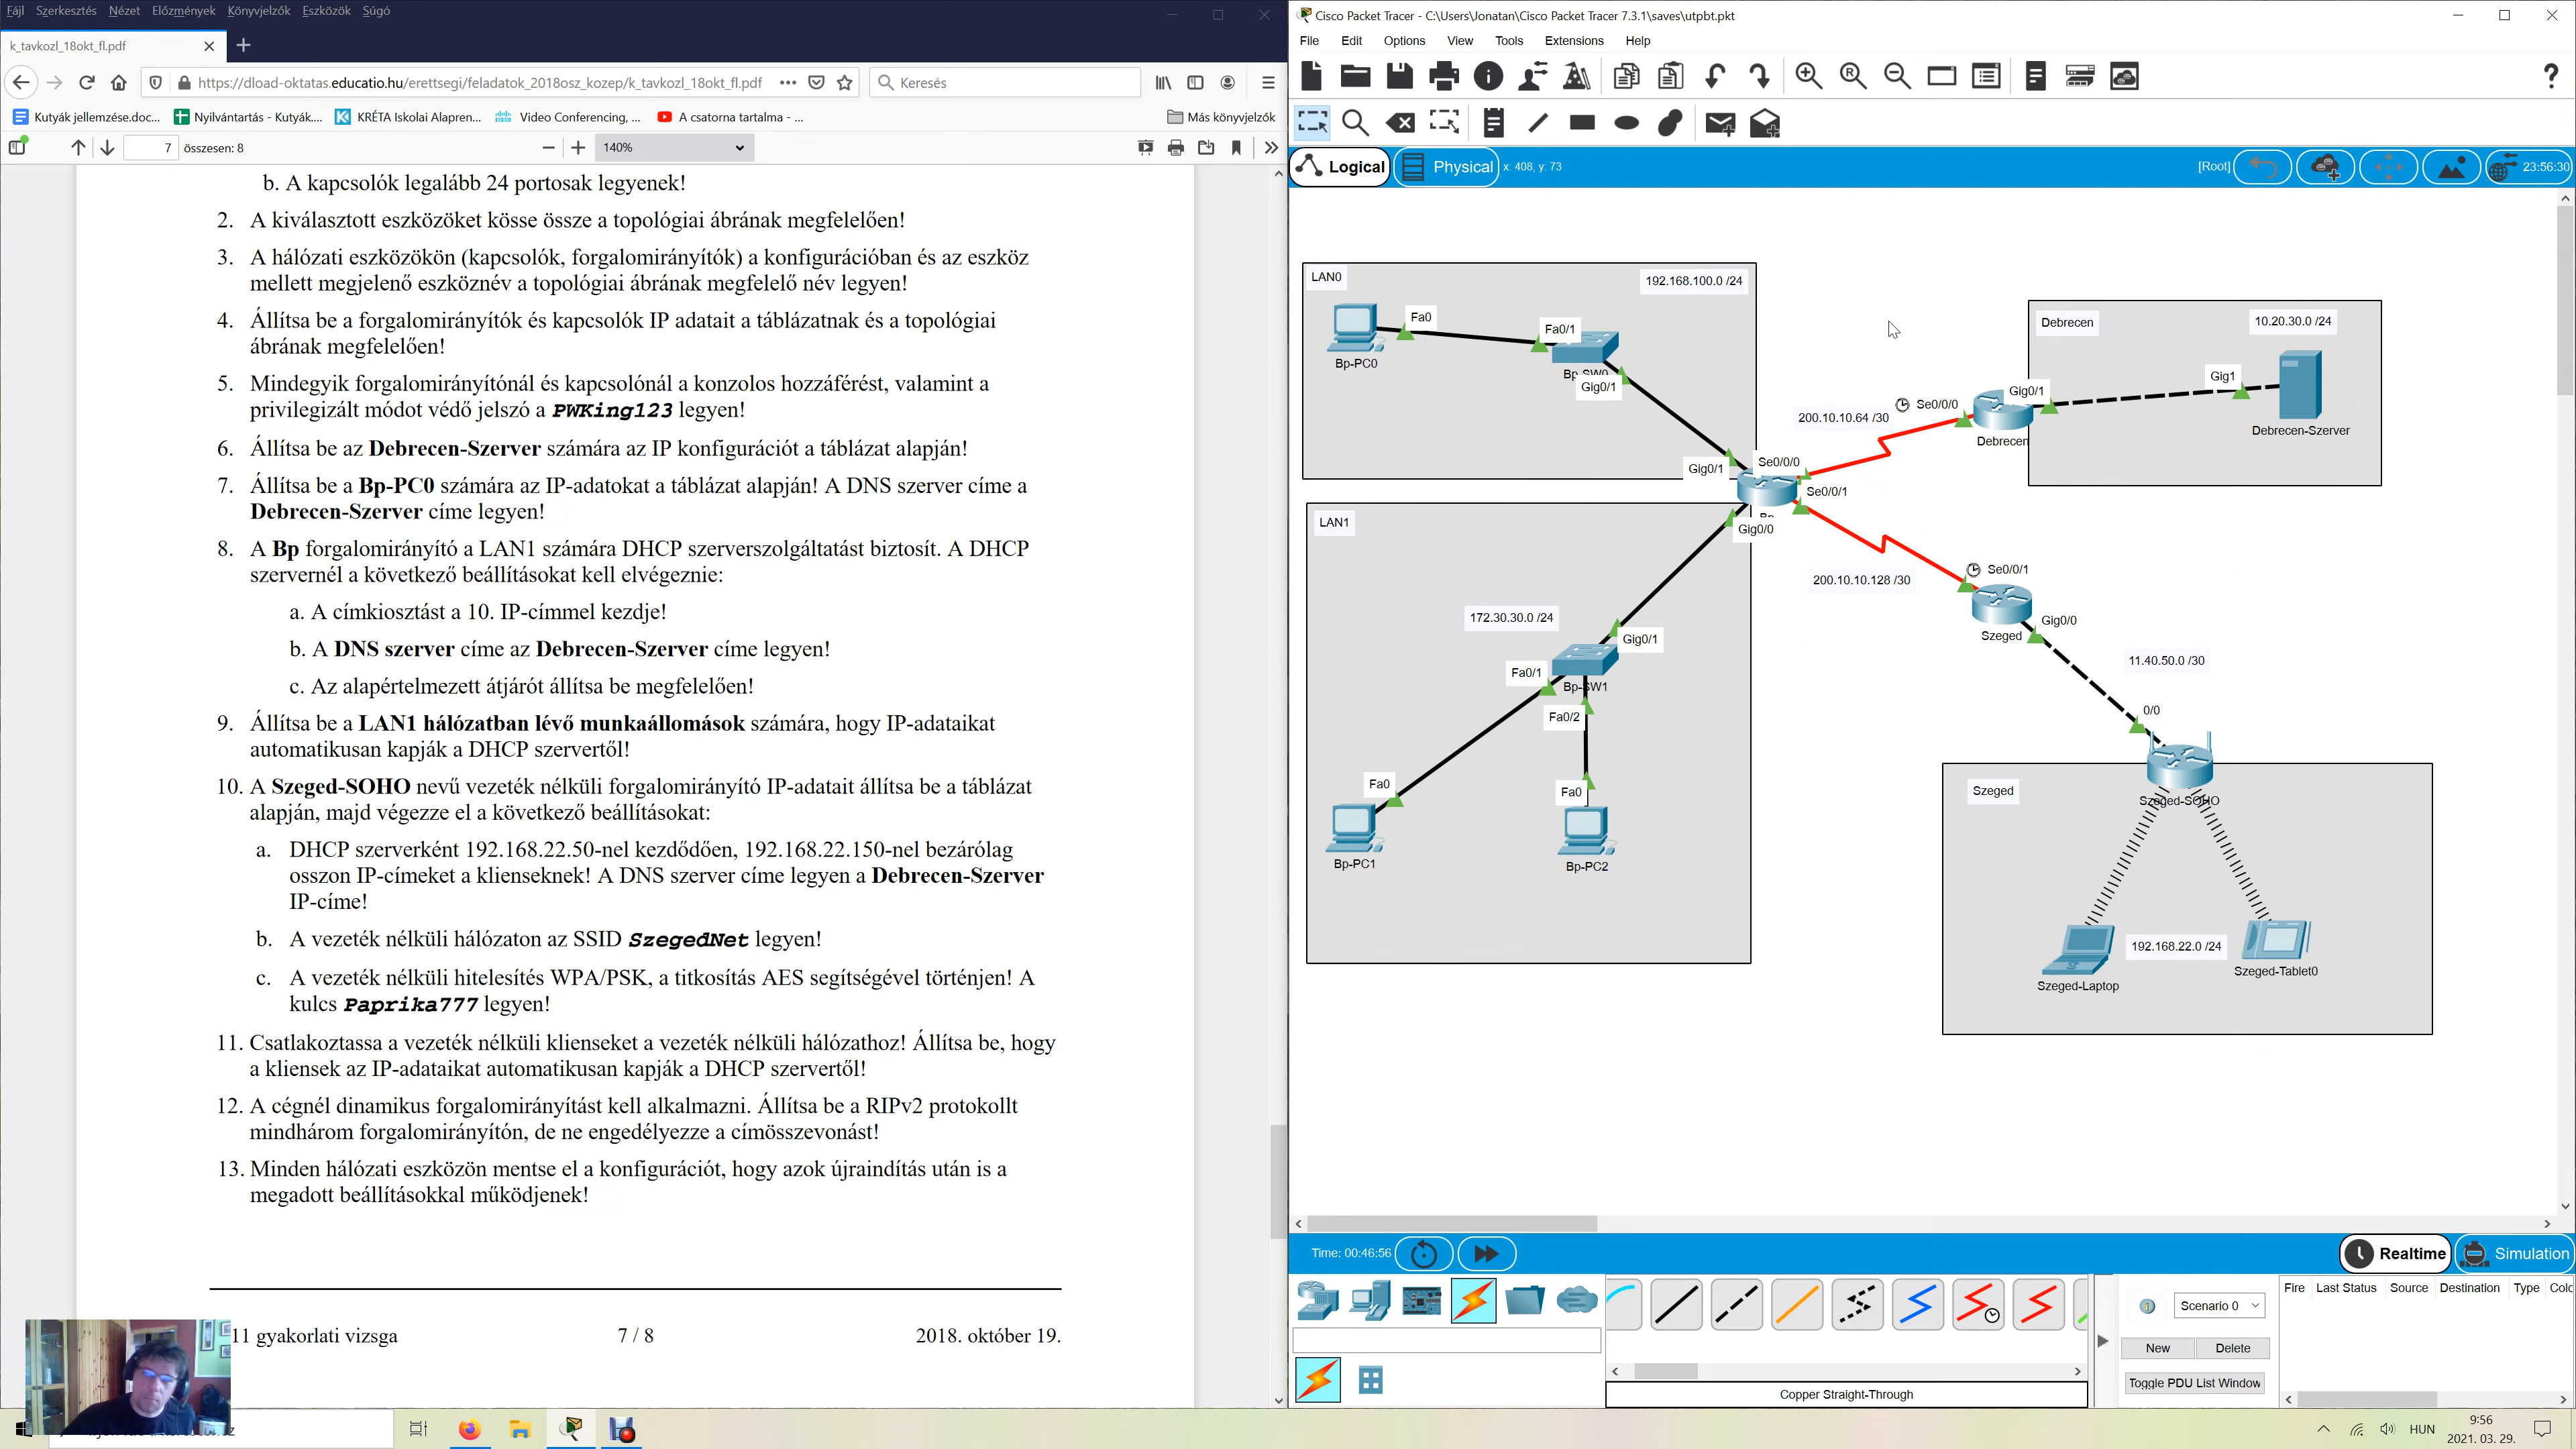 Fájl Szerkesztés Nézet Előzmények Könyvjelzők Eszközök Súgó
k_tavkozl_18okt_fl.pdf
https://dload-oktatas.educatio.hu/erettsegi/feladatok_2018osz_kozep/k_tavkozl_18okt_fl.pdf
Keresés
Kutyák jellemzése.doc...
Nyilvántartás - Kutyák....
KRÉTA Iskolai Alapren...
Video Conferencing, ...
A csatorna tartalma - ...
Más könyvjelzők
7 összesen: 8
140%
b. A kapcsolók legalább 24 portosak legyenek!
2. A kiválasztott eszközöket kösse össze a topológiai ábrának megfelelően!
3. A hálózati eszközökön (kapcsolók, forgalomirányítók) a konfigurációban és az eszköz
mellett megjelenő eszköznév a topológiai ábrának megfelelő név legyen!
4. Állítsa be a forgalomirányítók és kapcsolók IP adatait a táblázatnak és a topológiai
ábrának megfelelően!
5. Mindegyik forgalomirányítónál és kapcsolónál a konzolos hozzáférést, valamint a
privilegizált módot védő jelszó a PWKing123 legyen!
6. Állítsa be az Debrecen-Szerver számára az IP konfigurációt a táblázat alapján!
7. Állítsa be a Bp-PC0 számára az IP-adatokat a táblázat alapján! A DNS szerver címe a
Debrecen-Szerver címe legyen!
8. A Bp forgalomirányító a LAN1 számára DHCP szerverszolgáltatást biztosít. A DHCP
szervernél a következő beállításokat kell elvégeznie:
a. A címkiosztást a 10. IP-címmel kezdje!
b. A DNS szerver címe az Debrecen-Szerver címe legyen!
c. Az alapértelmezett átjárót állítsa be megfelelően!
9. Állítsa be a LAN1 hálózatban lévő munkaállomások számára, hogy IP-adataikat
automatikusan kapják a DHCP szervertől!
10. A Szeged-SOHO nevű vezeték nélküli forgalomirányító IP-adatait állítsa be a táblázat
alapján, majd végezze el a következő beállításokat:
a. DHCP szerverként 192.168.22.50-nel kezdődően, 192.168.22.150-nel bezárólag
osszon IP-címeket a klienseknek! A DNS szerver címe legyen a Debrecen-Szerver
IP-címe!
b. A vezeték nélküli hálózaton az SSID SzegedNet legyen!
c. A vezeték nélküli hitelesítés WPA/PSK, a titkosítás AES segítségével történjen! A
kulcs Paprika777 legyen!
11. Csatlakoztassa a vezeték nélküli klienseket a vezeték nélküli hálózathoz! Állítsa be, hogy
a kliensek az IP-adataikat automatikusan kapják a DHCP szervertől!
12. A cégnél dinamikus forgalomirányítást kell alkalmazni. Állítsa be a RIPv2 protokollt
mindhárom forgalomirányítón, de ne engedélyezze a címösszevonást!
13. Minden hálózati eszközön mentse el a konfigurációt, hogy azok újraindítás után is a
megadott beállításokkal működjenek!
11 gyakorlati vizsga
7 / 8
2018. október 19.
Cisco Packet Tracer - C:\Users\Jonatan\Cisco Packet Tracer 7.3.1\saves\utpbt.pkt
File Edit Options View Tools Extensions Help
Logical
Physical
x: 408, y: 73
[Root]
23:56:30
LAN0
192.168.100.0 /24
Fa0
Fa0/1
Bp-PC0
Gig0/1
Debrecen
10.20.30.0 /24
Gig1
Gig0/1
Se0/0/0
200.10.10.64 /30
Debrecen
Debrecen-Szerver
Gig0/1
Se0/0/0
Se0/0/1
Gig0/0
LAN1
200.10.10.128 /30
Se0/0/1
Gig0/0
Szeged
172.30.30.0 /24
Gig0/1
Fa0/1
Bp-SW1
Fa0/2
11.40.50.0 /30
0/0
Fa0
Fa0
Bp-PC1
Bp-PC2
Szeged
Szeged-SOHO
192.168.22.0 /24
Szeged-Laptop
Szeged-Tablet0
Time: 00:46:56
Realtime
Simulation
Scenario 0
New
Delete
Toggle PDU List Window
Fire Last Status Source Destination Type
Copper Straight-Through
HUN
9:56
2021. 03. 29.